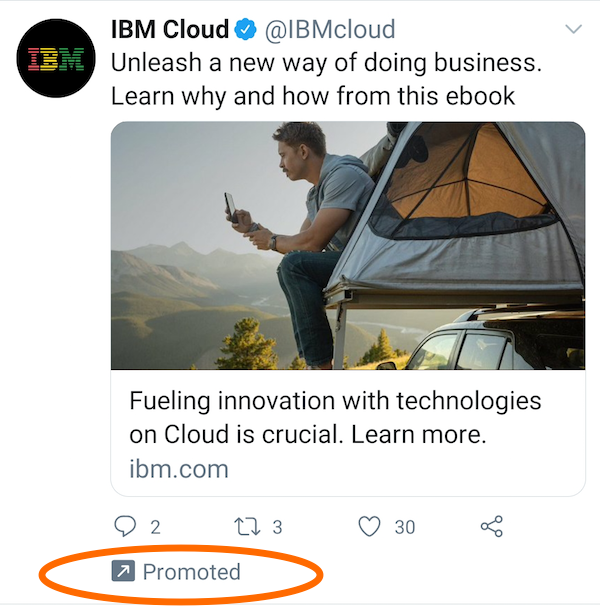 IBM
IBM Cloud @IBMcloud
Unleash a new way of doing business.
Learn why and how from this ebook
Fueling innovation with technologies
on Cloud is crucial. Learn more.
ibm.com
2 3 30
Promoted